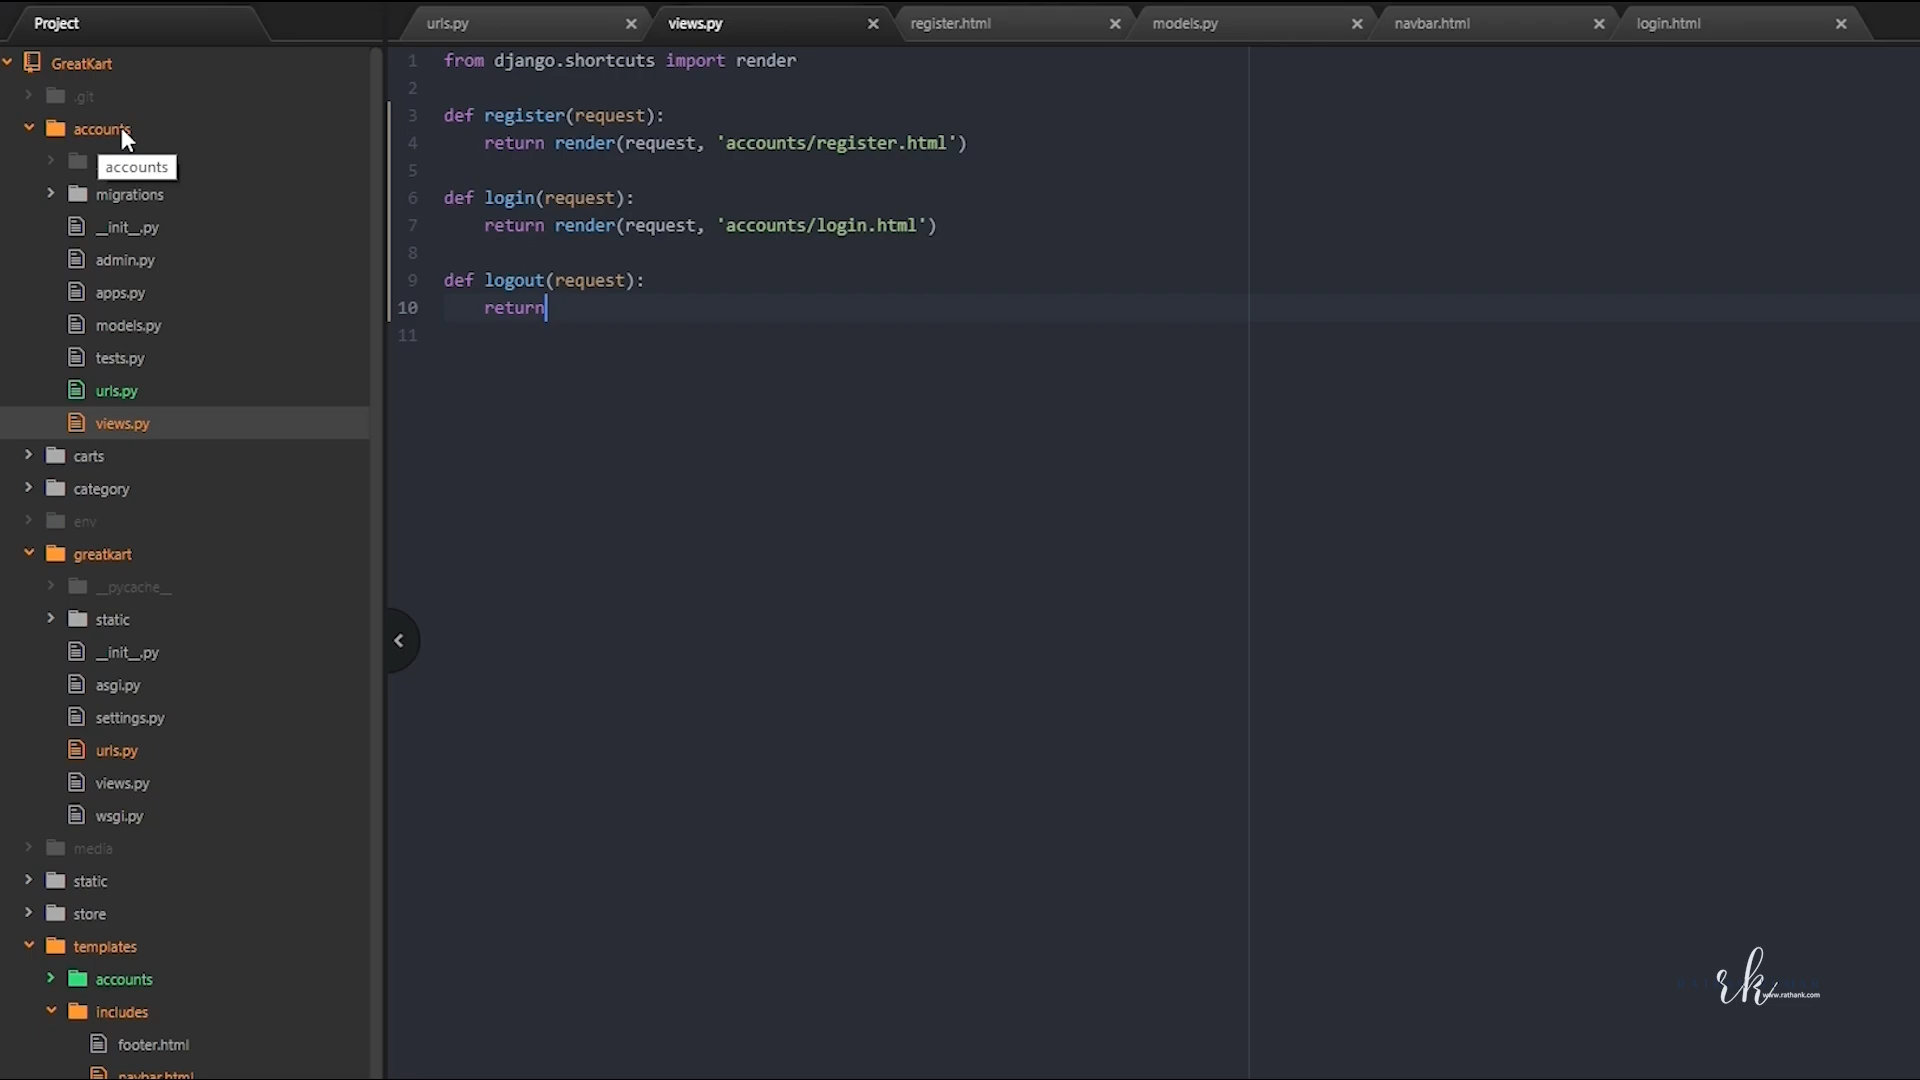 Project
urls.py
views.py
register.html
models.py
navbar.html
login.html
GreatKart
.git
accounts
accounts
migrations
__init__.py
admin.py
apps.py
models.py
tests.py
urls.py
views.py
carts
category
env
greatkart
__pycache__
static
__init__.py
asgi.py
settings.py
urls.py
views.py
wsgi.py
media
static
store
templates
accounts
includes
footer.html
navbar.html
1 from django.shortcuts import render
2
3 def register(request):
4 return render(request, 'accounts/register.html')
5
6 def login(request):
7 return render(request, 'accounts/login.html')
8
9 def logout(request):
10 return
11
rk
www.rathank.com